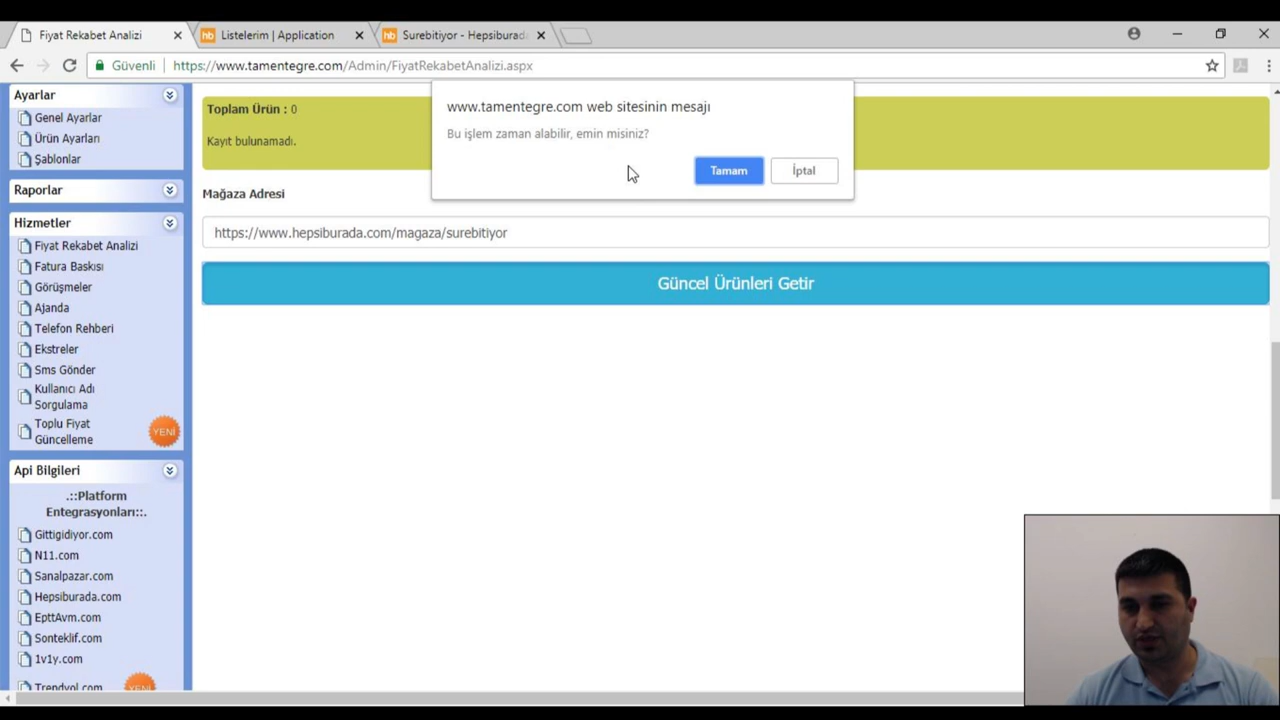 Fiyat Rekabet Analizi
Listelerim | Application
Surebitiyor - Hepsiburada
Güvenli
https://www.tamentegre.com/Admin/FiyatRekabetAnalizi.aspx
www.tamentegre.com web sitesinin mesajı
Bu işlem zaman alabilir, emin misiniz?
Tamam
İptal
Ayarlar
Genel Ayarlar
Ürün Ayarları
Şablonlar
Raporlar
Hizmetler
Fiyat Rekabet Analizi
Fatura Baskısı
Görüşmeler
Ajanda
Telefon Rehberi
Ekstreler
Sms Gönder
Kullanıcı Adı
Sorgulama
Toplu Fiyat
Güncelleme
YENİ
Api Bilgileri
.::Platform
Entegrasyonları::.
Gittigidiyor.com
N11.com
Sanalpazar.com
Hepsiburada.com
EpttAvm.com
Sonteklif.com
1v1y.com
Trendyol.com
YENİ
Toplam Ürün : 0
Kayıt bulunamadı.
Mağaza Adresi
https://www.hepsiburada.com/magaza/surebitiyor
Güncel Ürünleri Getir